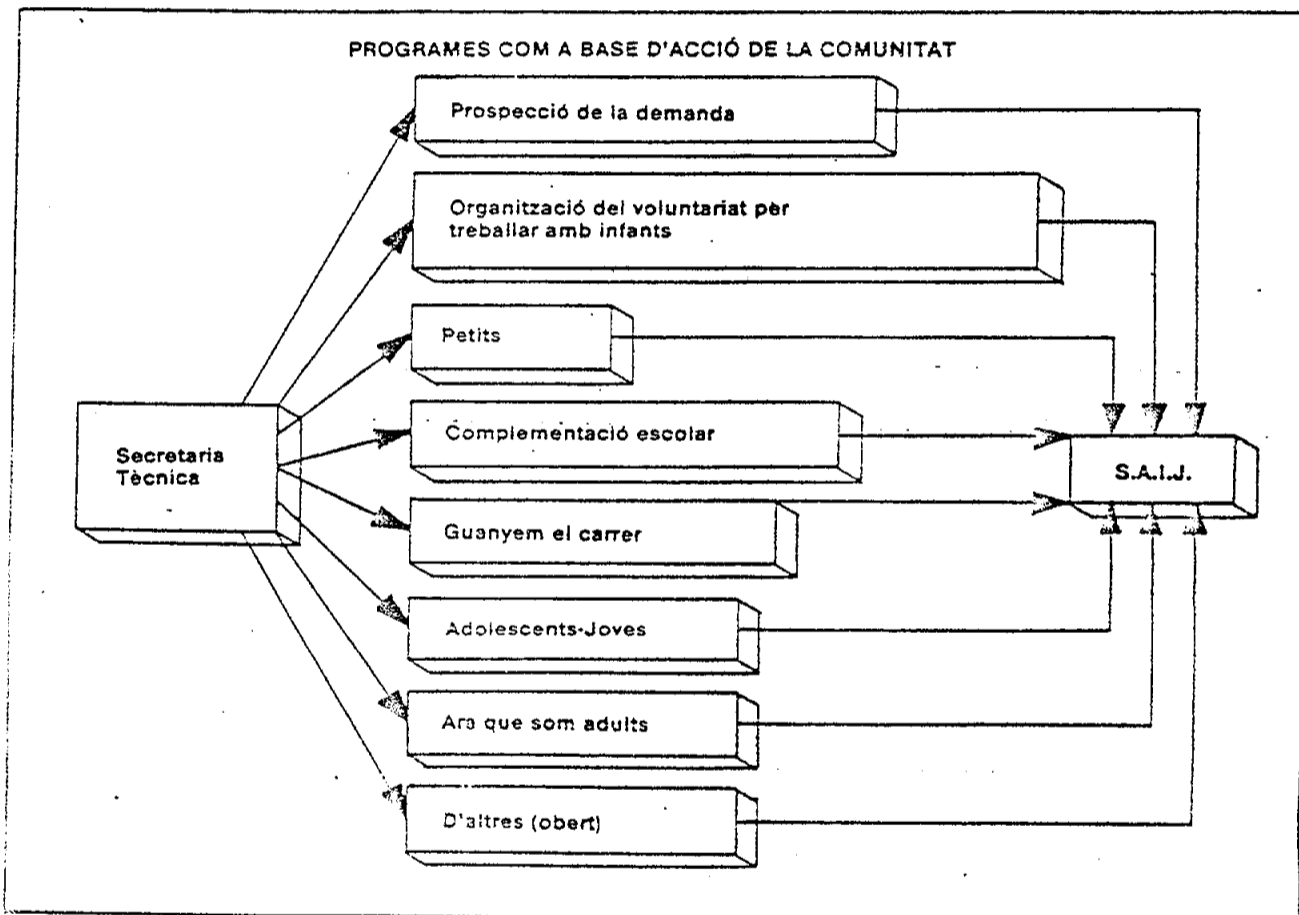 PROGRAMES COM A BASE D'ACCIÓ DE LA COMUNITAT
Prospecció de la demanda
Organització del voluntariat per
treballar amb infants
Petits
Secretaria
Tècnica
Complementació escolar
S.A.I.J.
Guanyem el carrer
Adolescents-Joves
Ara que som adults
D'altres (obert)